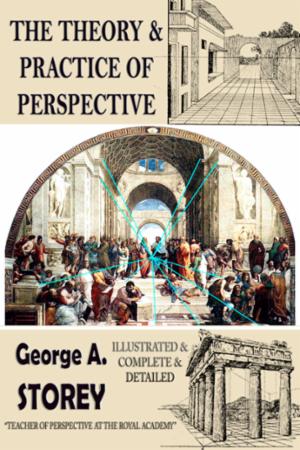 THE THEORY &
PRACTICE OF
PERSPECTIVE
George A.
STOREY
ILLUSTRATED &
COMPLETE &
DETAILED
"TEACHER OF PERSPECTIVE AT THE ROYAL ACADEMY"